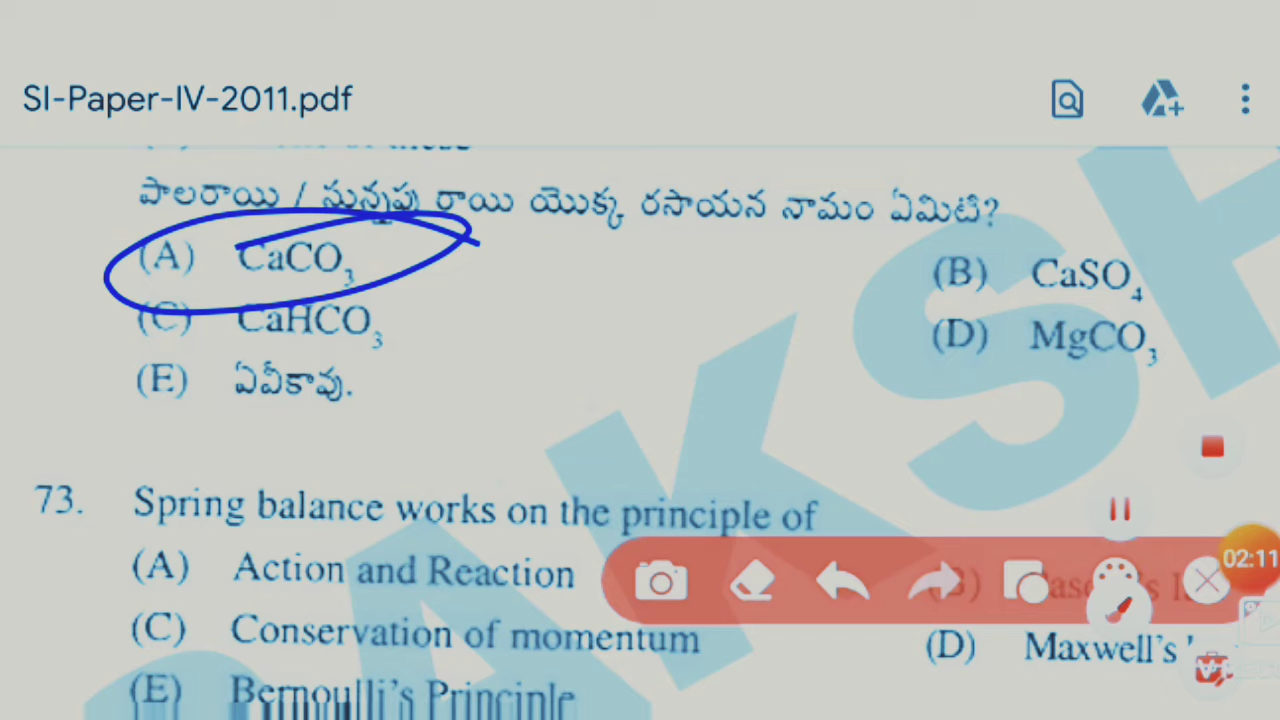 SI-Paper-IV-2011.pdf
these
పాలరాయి / సున్నపు రాయి యొక్క రసాయన నామం ఏమిటి?
(A) CaCO3
(B) CaSO4
(C) CaHCO3
(D) MgCO3
(E) ఏవీకావు.
73. Spring balance works on the principle of
(A) Action and Reaction
(C) Conservation of momentum
(D) Maxwell's
(E) Bernoulli's Principle
02:11